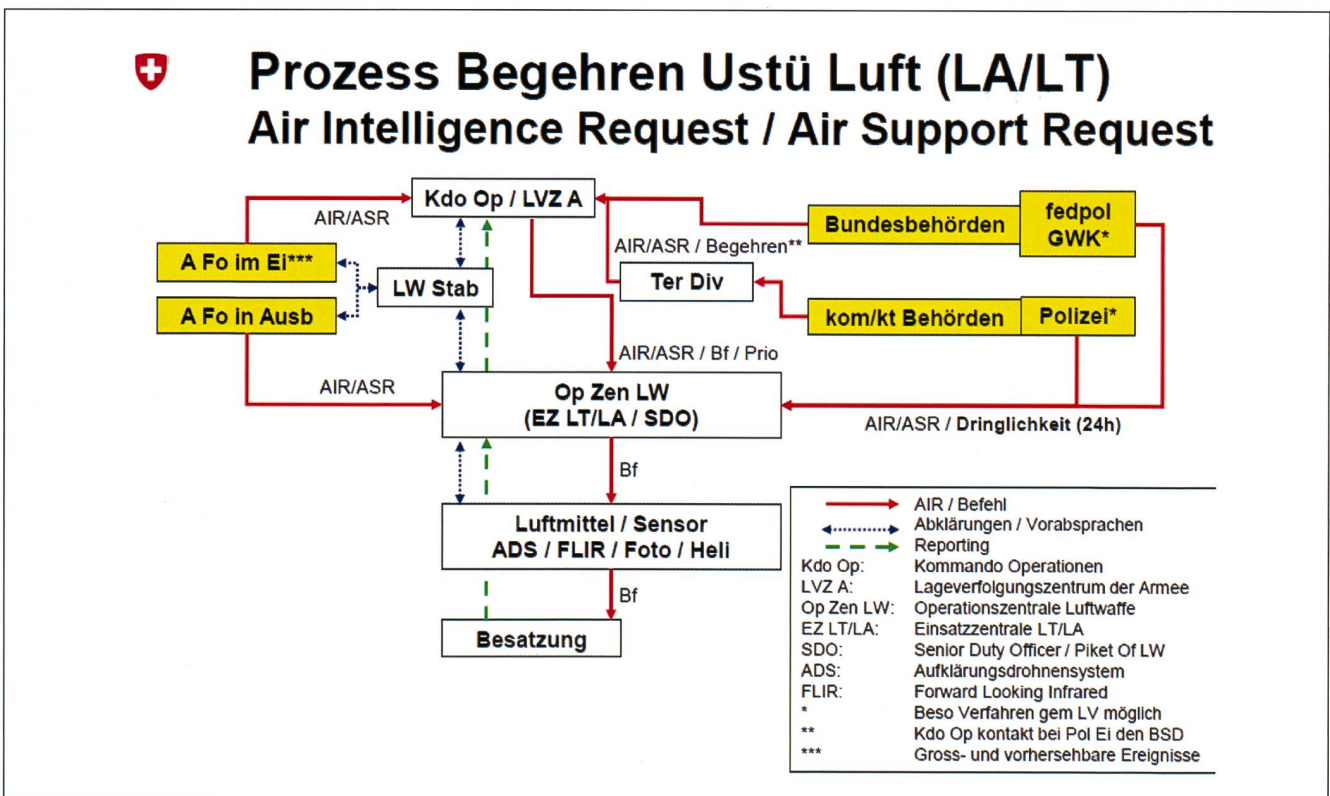 Prozess Begehren Ustü Luft (LA/LT)
Air Intelligence Request / Air Support Request
Kdo Op / LVZ A
AIR/ASR
Bundesbehörden
fedpol
GWK*
AIR/ASR / Begehren**
A Fo im Ei***
LW Stab
Ter Div
A Fo in Ausb
kom/kt Behörden
Polizei*
AIR/ASR / Bf / Prio
AIR/ASR
Op Zen LW
(EZ LT/LA / SDO)
AIR/ASR / Dringlichkeit (24h)
Bf
Luftmittel / Sensor
ADS / FLIR / Foto / Heli
Bf
Besatzung
AIR / Befehl
Abklärungen / Vorabsprachen
Reporting
Kdo Op: Kommando Operationen
LVZ A: Lageverfolgungszentrum der Armee
Op Zen LW: Operationszentrale Luftwaffe
EZ LT/LA: Einsatzzentrale LT/LA
SDO: Senior Duty Officer / Piket Of LW
ADS: Aufklärungsdrohnensystem
FLIR: Forward Looking Infrared
* Beso Verfahren gem LV möglich
** Kdo Op kontakt bei Pol Ei den BSD
*** Gross- und vorhersehbare Ereignisse